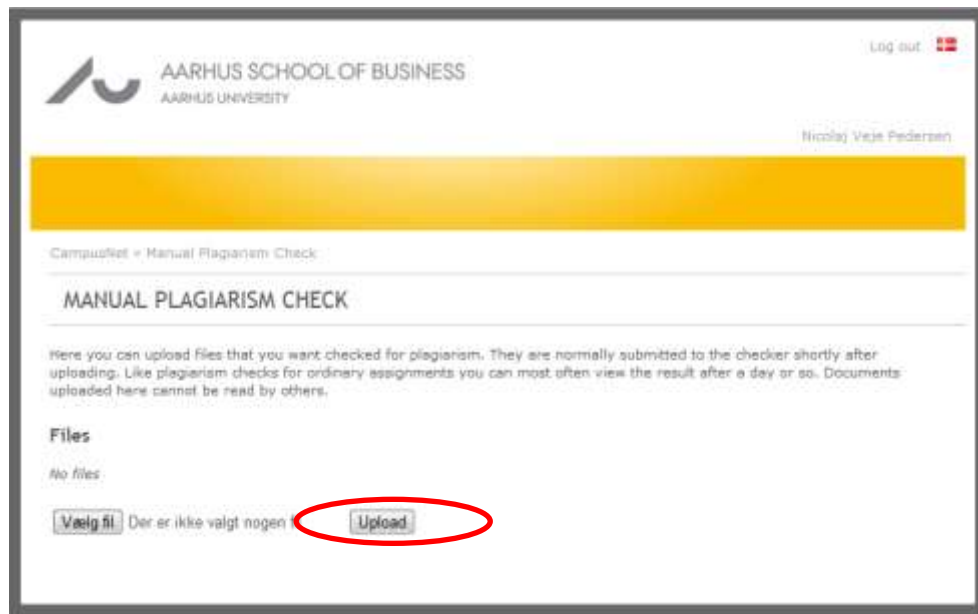 Log out
AARHUS SCHOOL OF BUSINESS
AARHUS UNIVERSITY
Nicolaj Veje Pedersen
CampusNet » Manual Plagiarism Check
MANUAL PLAGIARISM CHECK
Here you can upload files that you want checked for plagiarism. They are normally submitted to the checker shortly after
uploading. Like plagiarism checks for ordinary assignments you can most often view the result after a day or so. Documents
uploaded here cannot be read by others.
Files
No files
Vælg fil Der er ikke valgt nogen Upload